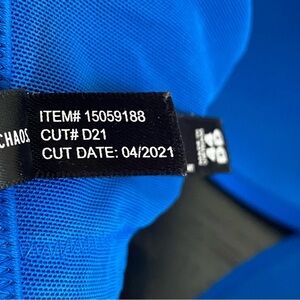 CHAOS
ITEM# 15059188
CUT# D21
CUT DATE: 04/2021